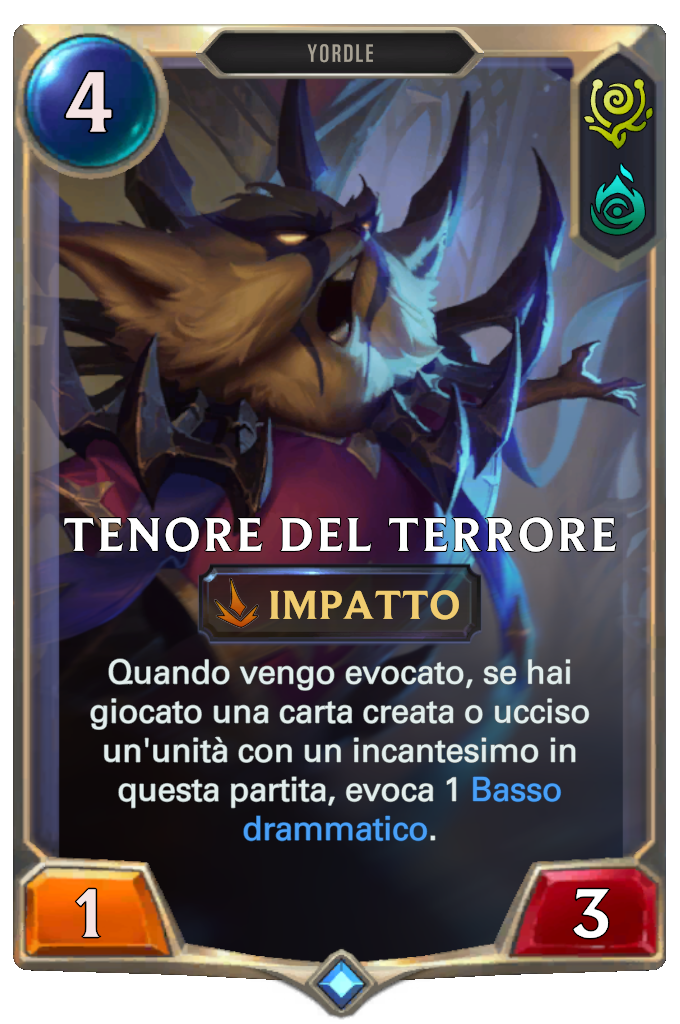 YORDLE
4
TENORE DEL TERRORE
IMPATTO
Quando vengo evocato, se hai
giocato una carta creata o ucciso
un'unità con un incantesimo in
questa partita, evoca 1 Basso
drammatico.
1
3